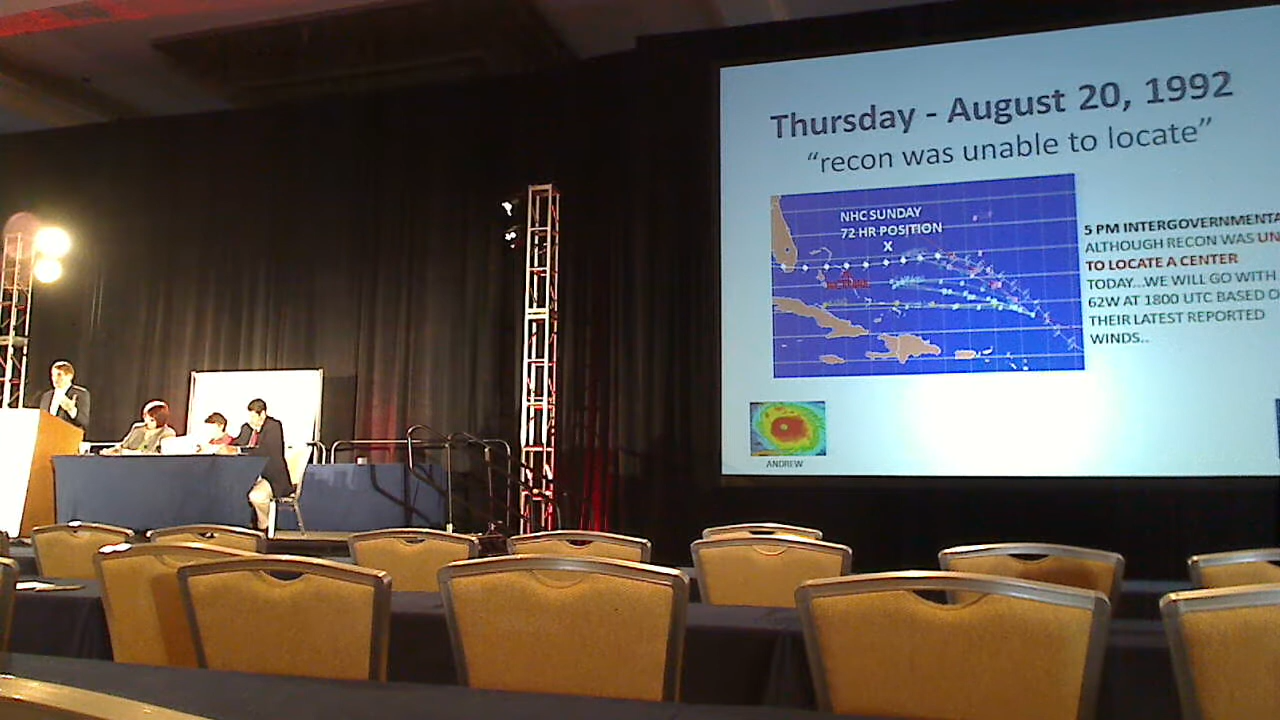 Thursday - August 20, 1992
“recon was unable to locate”
NHC SUNDAY
72 HR POSITION
X
5 PM INTERGOVERNMENTA
ALTHOUGH RECON WAS UN
TO LOCATE A CENTER
TODAY...WE WILL GO WITH
62W AT 1800 UTC BASED O
THEIR LATEST REPORTED
WINDS..
ANDREW